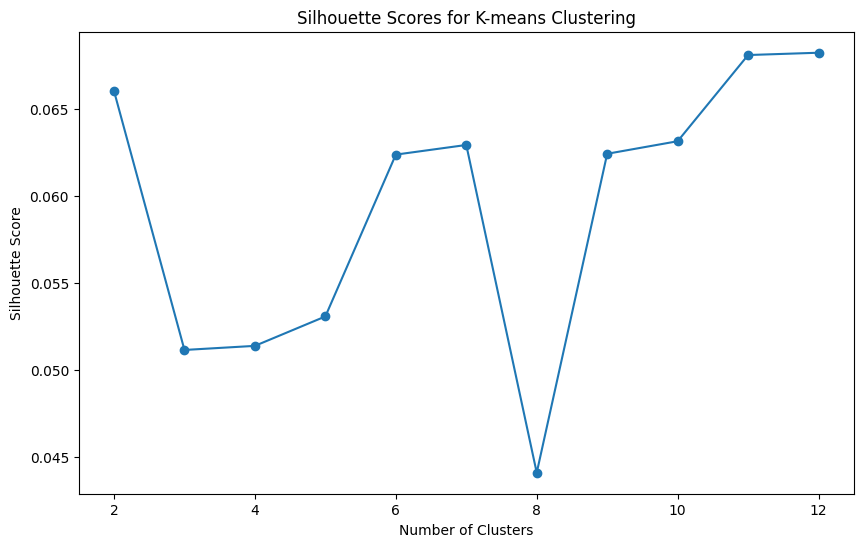 Silhouette Scores for K-means Clustering
0.065
0.060
0.055
0.050
0.045
Silhouette Score
2 4 6 8 10 12
Number of Clusters